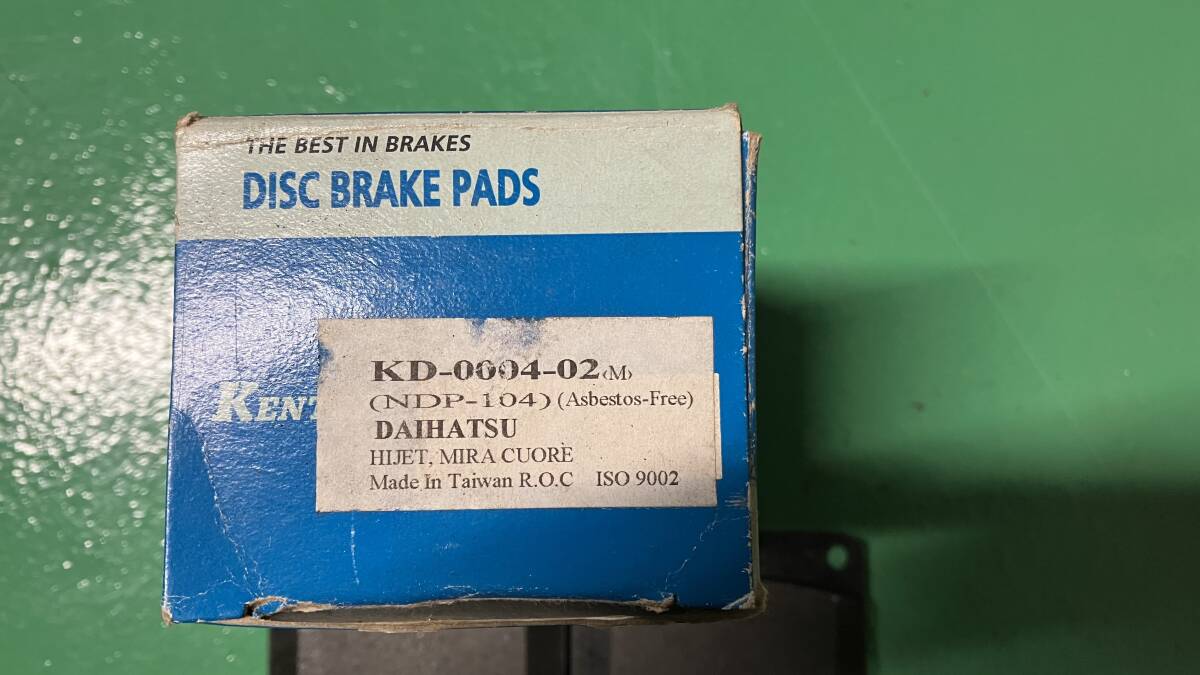 THE BEST IN BRAKES
DISC BRAKE PADS
KD-0004-02(M)
KENT
(NDP-104) (Asbestos-Free)
DAIHATSU
HIJET, MIRA CUORE
Made In Taiwan R.O.C ISO 9002